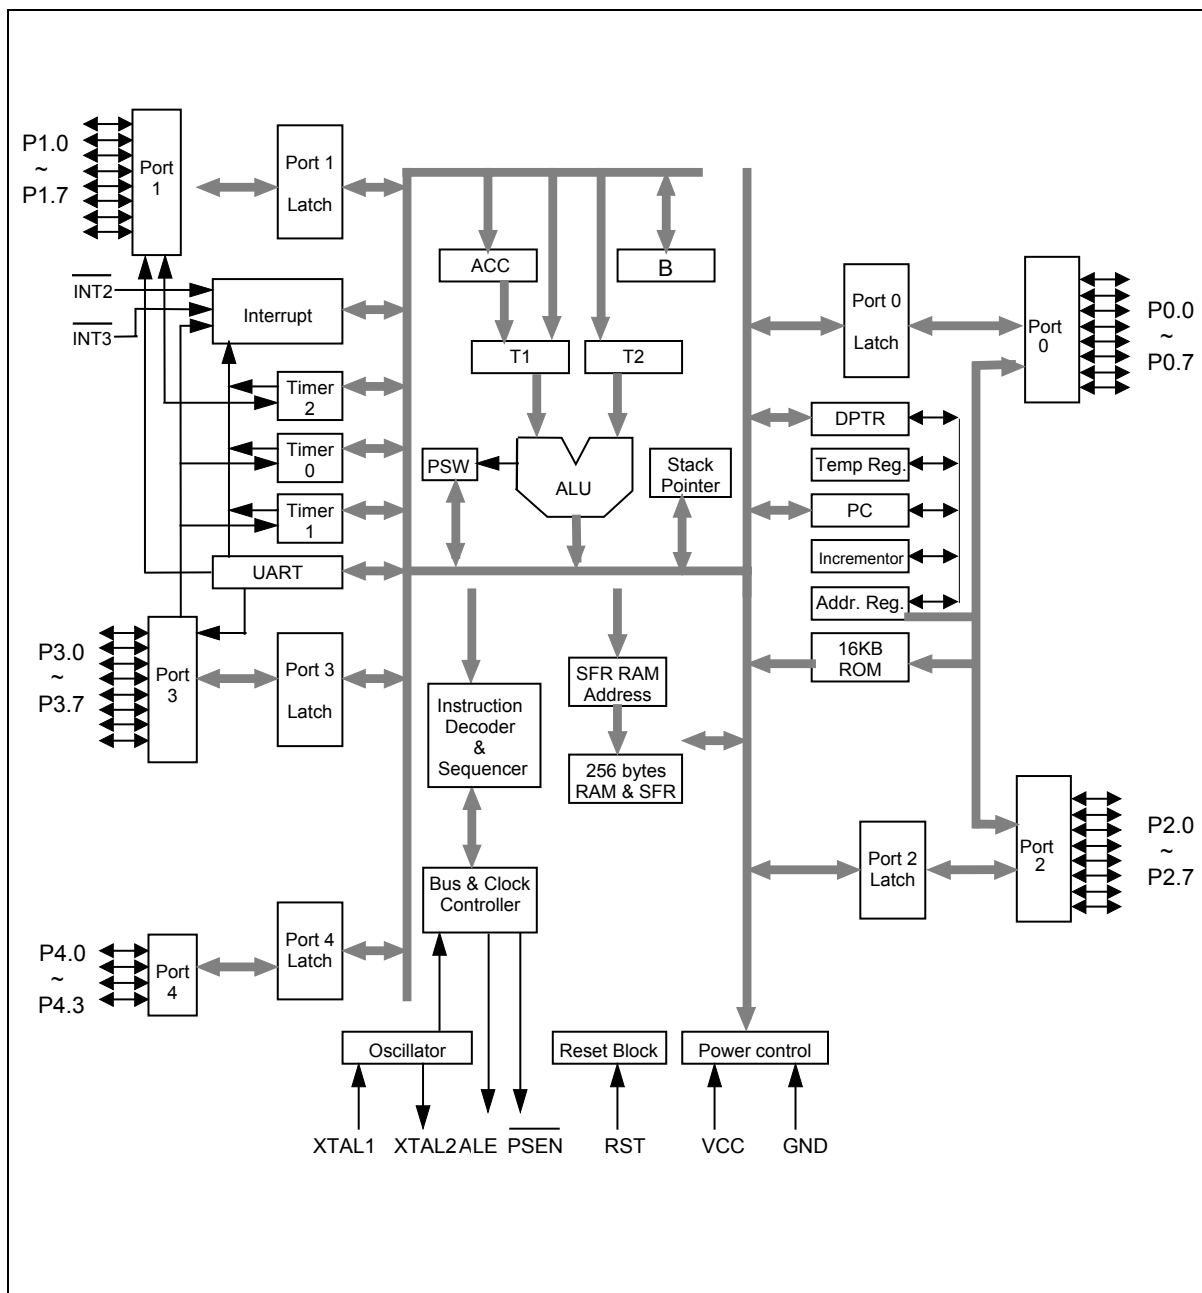 P1.0
~
P1.7
Port
1
Port 1
Latch
INT2
INT3
Interrupt
Timer
2
Timer
0
Timer
1
UART
P3.0
~
P3.7
Port
3
Port 3
Latch
P4.0
~
P4.3
Port
4
Port 4
Latch
ACC
B
T1
T2
PSW
ALU
Stack
Pointer
Instruction
Decoder
&
Sequencer
SFR RAM
Address
256 bytes
RAM & SFR
Bus & Clock
Controller
Port 0
Latch
Port
0
P0.0
~
P0.7
DPTR
Temp Reg.
PC
Incrementor
Addr. Reg.
16KB
ROM
Port 2
Latch
Port
2
P2.0
~
P2.7
Oscillator
Reset Block
Power control
XTAL1
XTAL2
ALE
PSEN
RST
VCC
GND